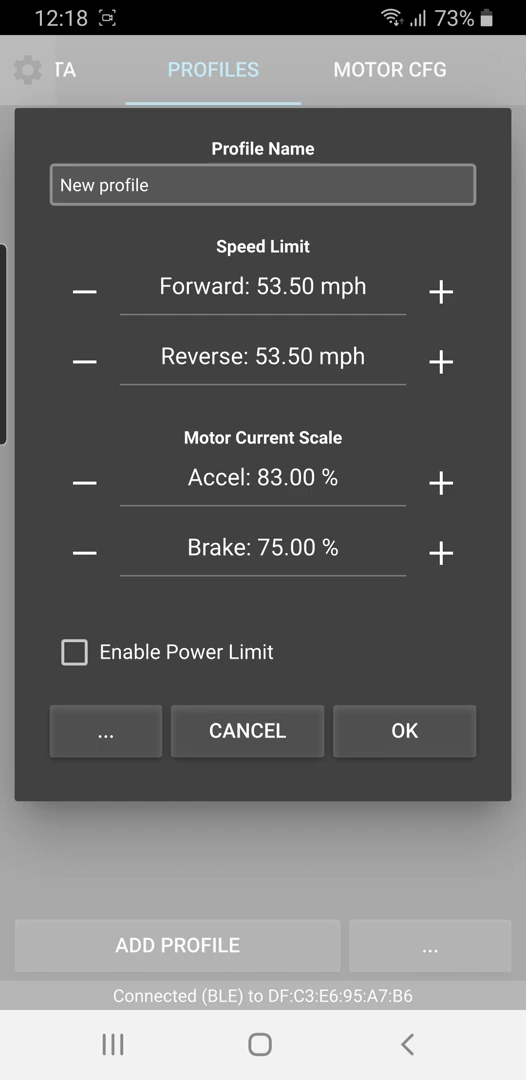 12:18 73%
TA PROFILES MOTOR CFG
Profile Name
New profile
Speed Limit
Forward: 53.50 mph
Reverse: 53.50 mph
Motor Current Scale
Accel: 83.00 %
Brake: 75.00 %
Enable Power Limit
... CANCEL OK
ADD PROFILE ...
Connected (BLE) to DF:C3:E6:95:A7:B6